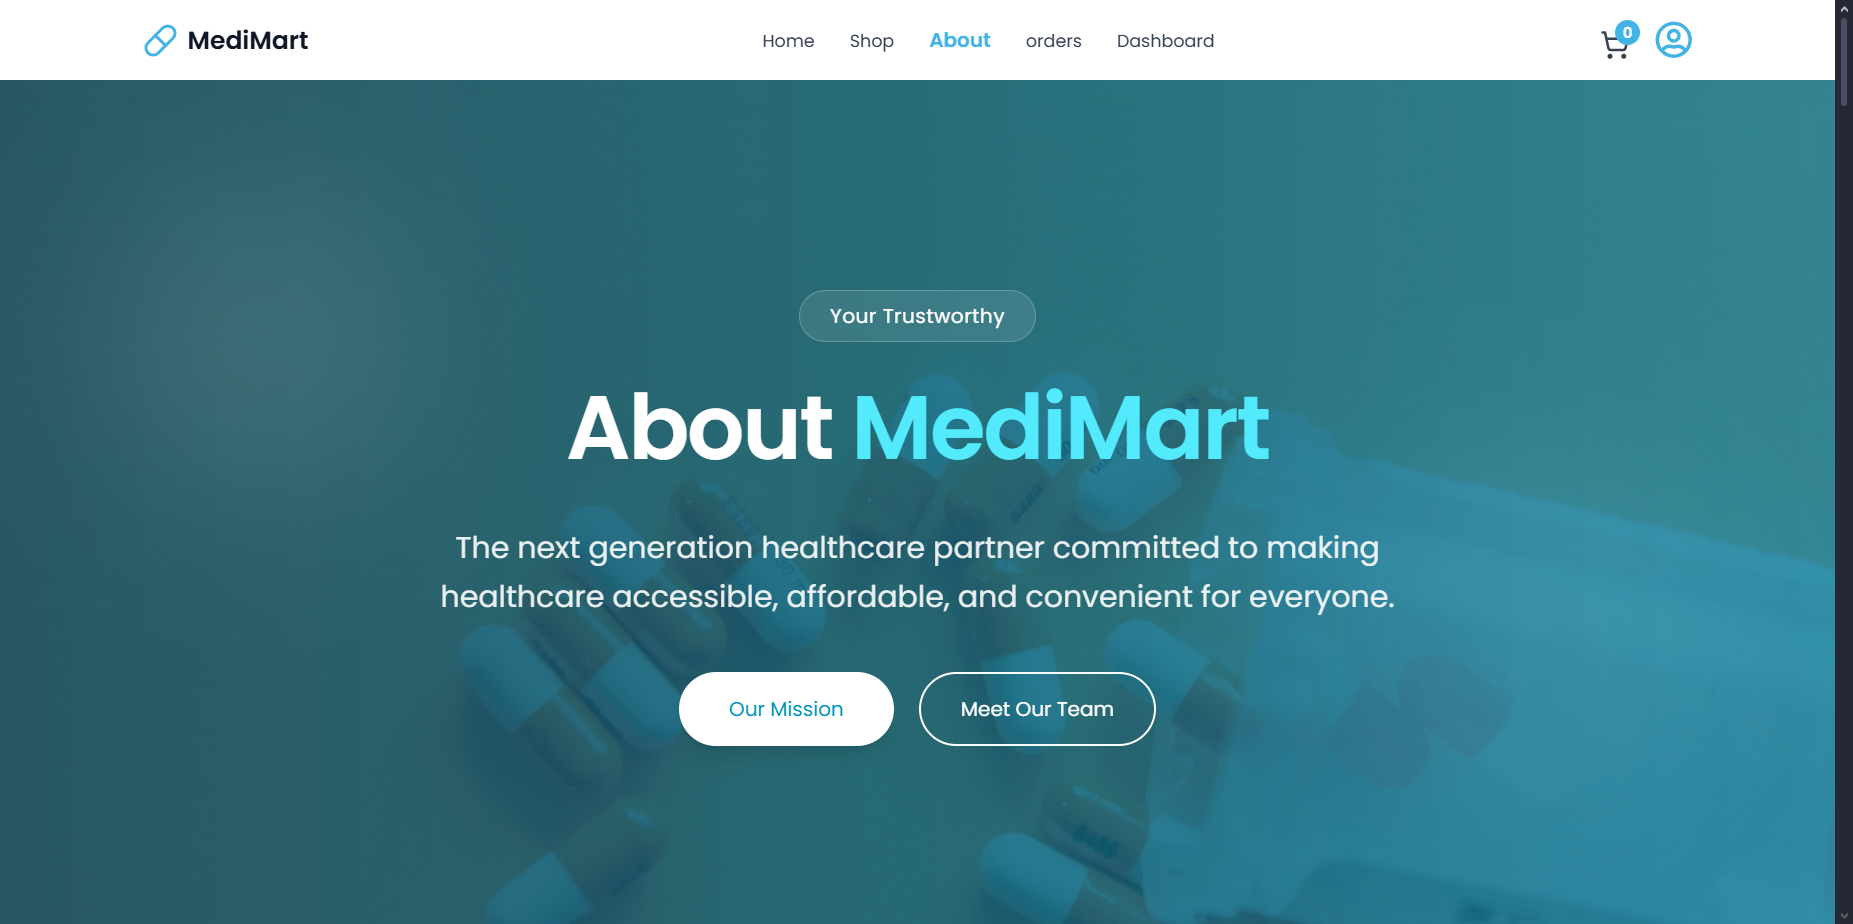 MediMart
Home
Shop
About
orders
Dashboard
0
Your Trustworthy
About MediMart
The next generation healthcare partner committed to making
healthcare accessible, affordable, and convenient for everyone.
Our Mission
Meet Our Team